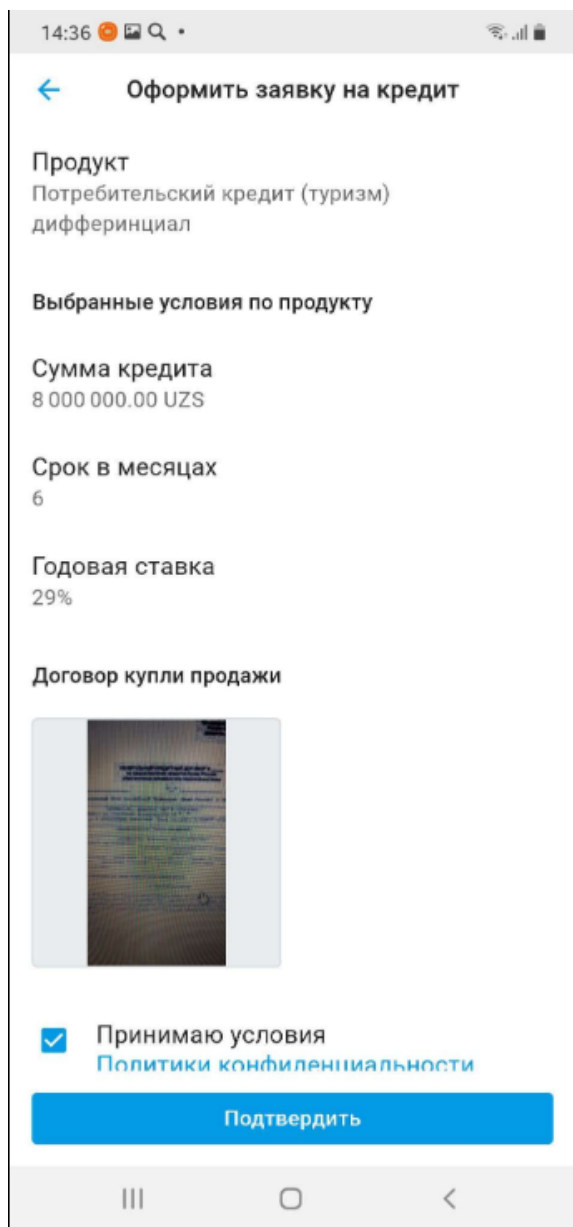 14:36
Оформить заявку на кредит
Продукт
Потребительский кредит (туризм)
дифферинциал
Выбранные условия по продукту
Сумма кредита
8 000 000.00 UZS
Срок в месяцах
6
Годовая ставка
29%
Договор купли продажи
Принимаю условия
Политики конфиденциальности
Подтвердить